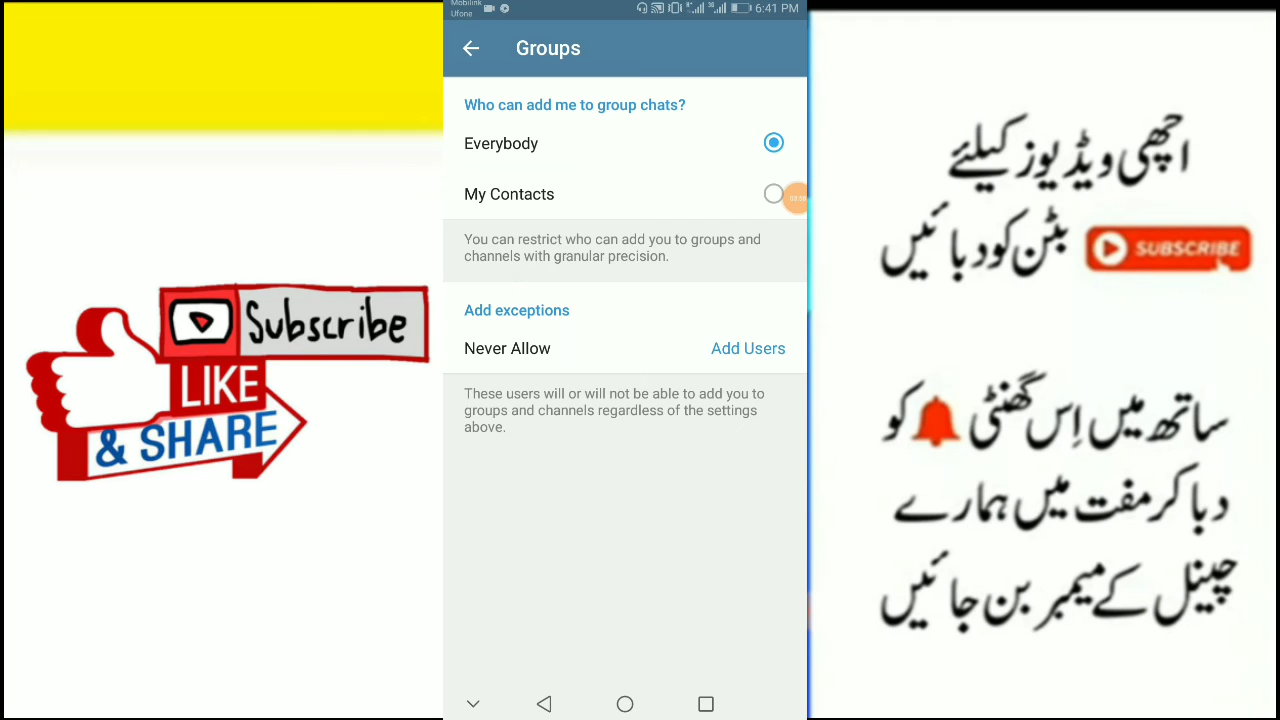 Subscribe
LIKE
& SHARE
Mobilink
Ufone
6:41 PM
Groups
Who can add me to group chats?
Everybody
My Contacts
You can restrict who can add you to groups and
channels with granular precision.
Add exceptions
Never Allow Add Users
These users will or will not be able to add you to
groups and channels regardless of the settings
above.
اچھی ویڈیوز کیلئے
بٹن کو دبائیں SUBSCRIBE
ساتھ میں اِس گھنٹی کو
دبا کر مفت میں ہمارے
چینل کے میمبر بن جائیں